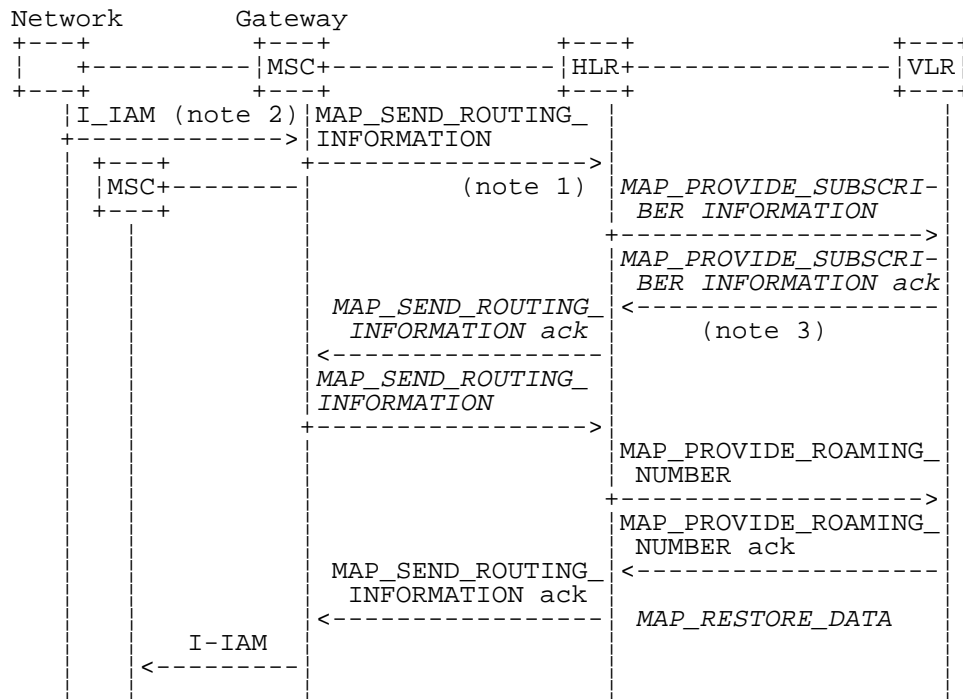 Network Gateway
MSC HLR VLR
I_IAM (note 2) MAP_SEND_ROUTING_
INFORMATION
MSC (note 1) MAP_PROVIDE_SUBSCRI-
BER INFORMATION
MAP_PROVIDE_SUBSCRI-
BER INFORMATION ack
MAP_SEND_ROUTING_
INFORMATION ack (note 3)
MAP_SEND_ROUTING_
INFORMATION
MAP_PROVIDE_ROAMING_
NUMBER
MAP_PROVIDE_ROAMING_
NUMBER ack
MAP_SEND_ROUTING_
INFORMATION ack
MAP_RESTORE_DATA
I-IAM